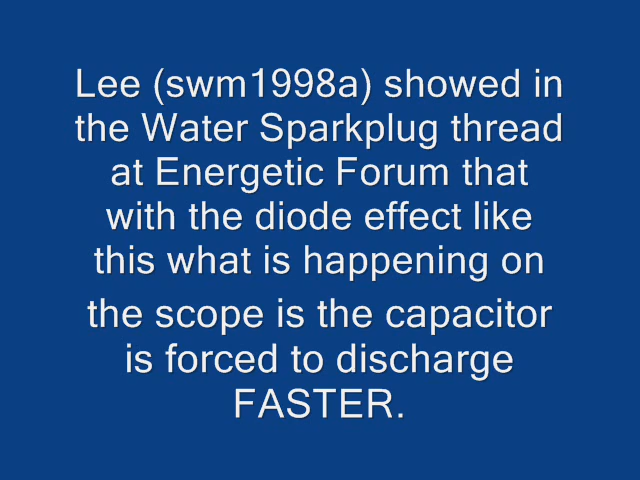 Lee (swm1998a) showed in
the Water Sparkplug thread
at Energetic Forum that
with the diode effect like
this what is happening on
the scope is the capacitor
is forced to discharge
FASTER.